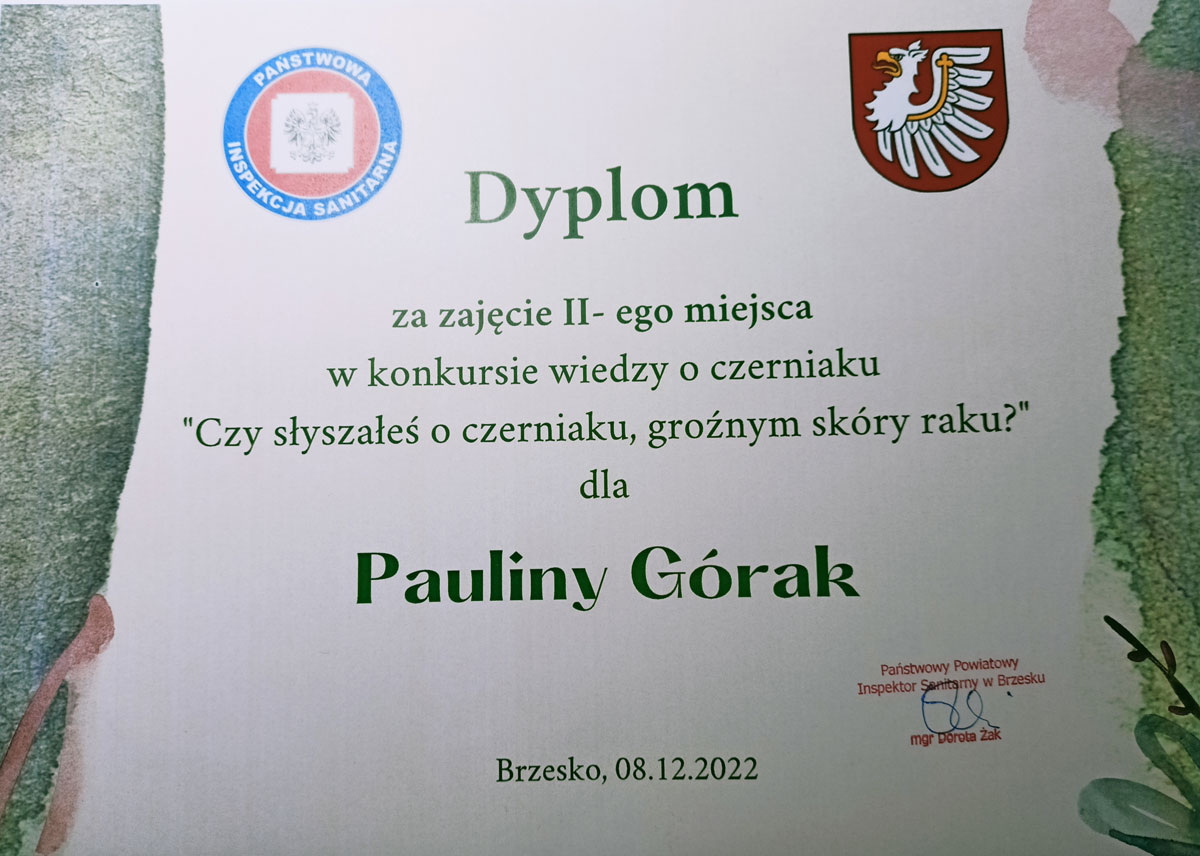 PAŃSTWOWA
INSPEKCJA SANITARNA
Dyplom
za zajęcie II- ego miejsca
w konkursie wiedzy o czerniaku
"Czy słyszałeś o czerniaku, groźnym skóry raku?"
dla
Pauliny Górak
Państwowy Powiatowy
Inspektor Sanitarny w Brzesku
mgr Dorota Żak
Brzesko, 08.12.2022